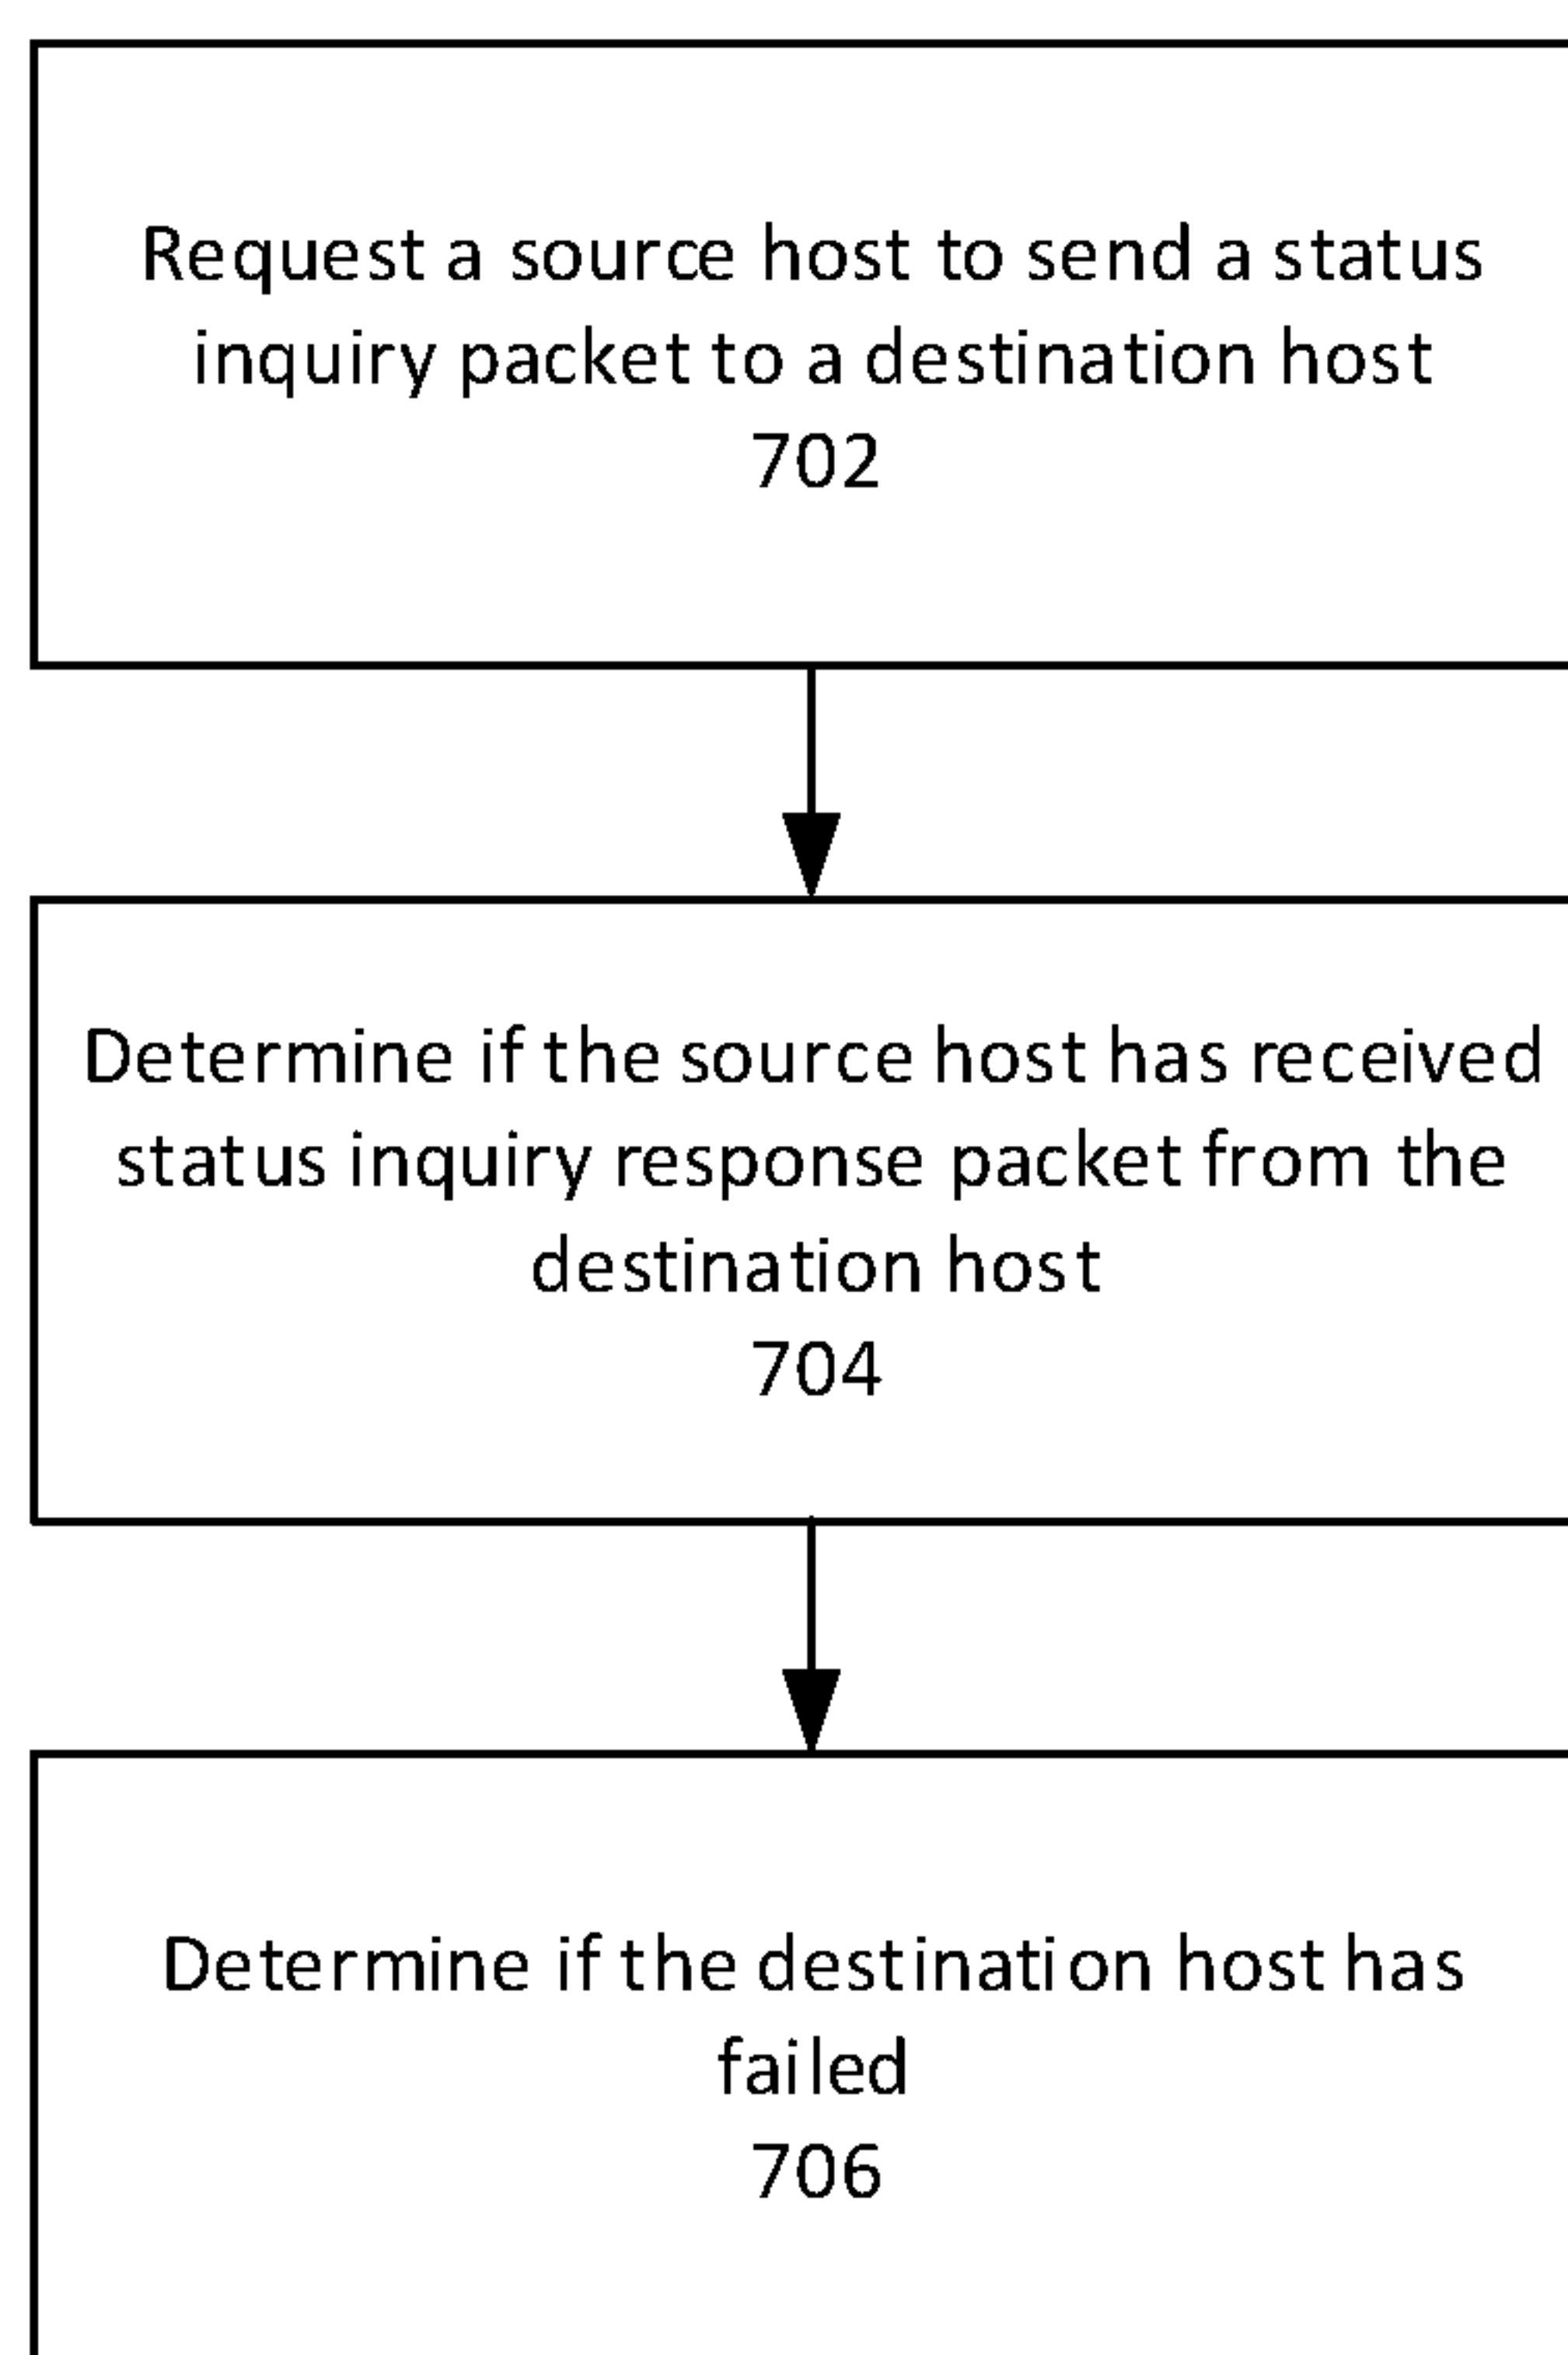 Request a source host to send a status
inquiry packet to a destination host
702
Determine if the source host has received
status inquiry response packet from the
destination host
704
Determine if the destination host has
failed
706